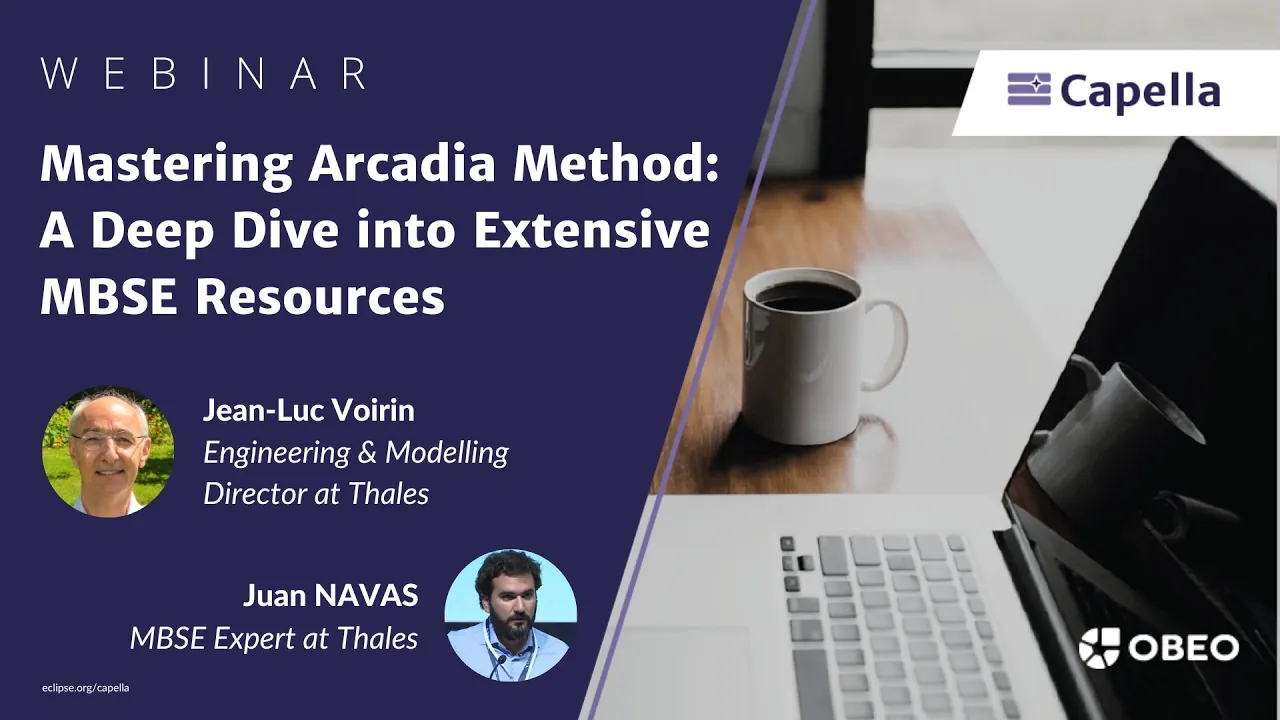 WEBINAR
Mastering Arcadia Method:
A Deep Dive into Extensive
MBSE Resources
Jean-Luc Voirin
Engineering & Modelling
Director at Thales
Juan NAVAS
MBSE Expert at Thales
eclipse.org/capella
Capella
OBEO